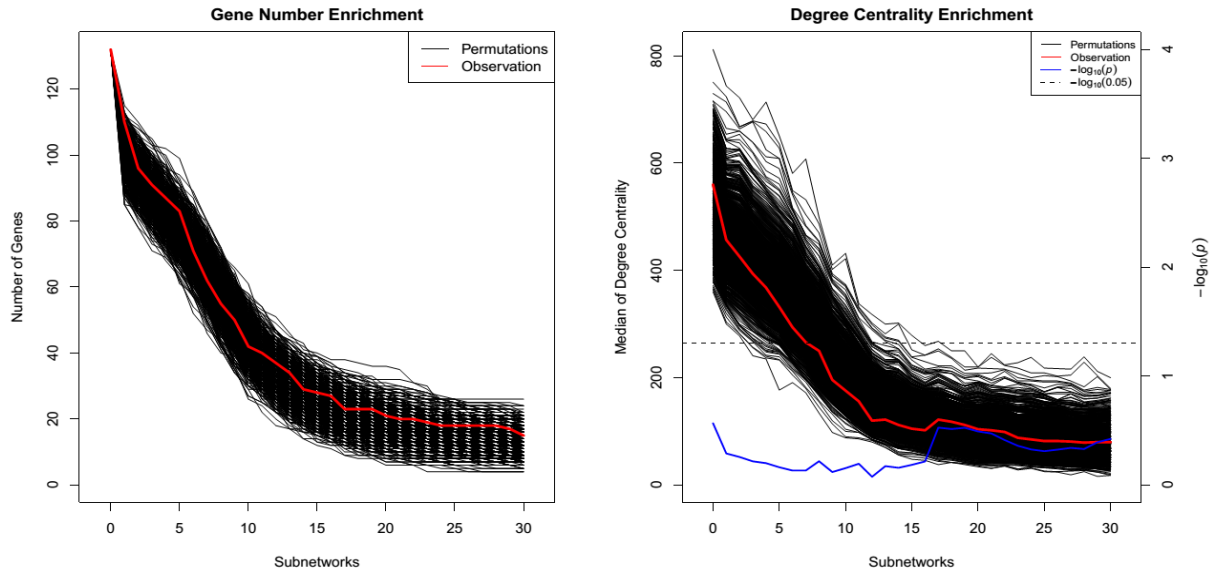 Gene Number Enrichment
Number of Genes
0
20
40
60
80
100
120
Permutations
Observation
0 5 10 15 20 25 30
Subnetworks
Degree Centrality Enrichment
Median of Degree Centrality
0
200
400
600
800
Permutations
Observation
−log10(p)
−log10(0.05)
0
1
2
3
4
−log10(p)
0 5 10 15 20 25 30
Subnetworks